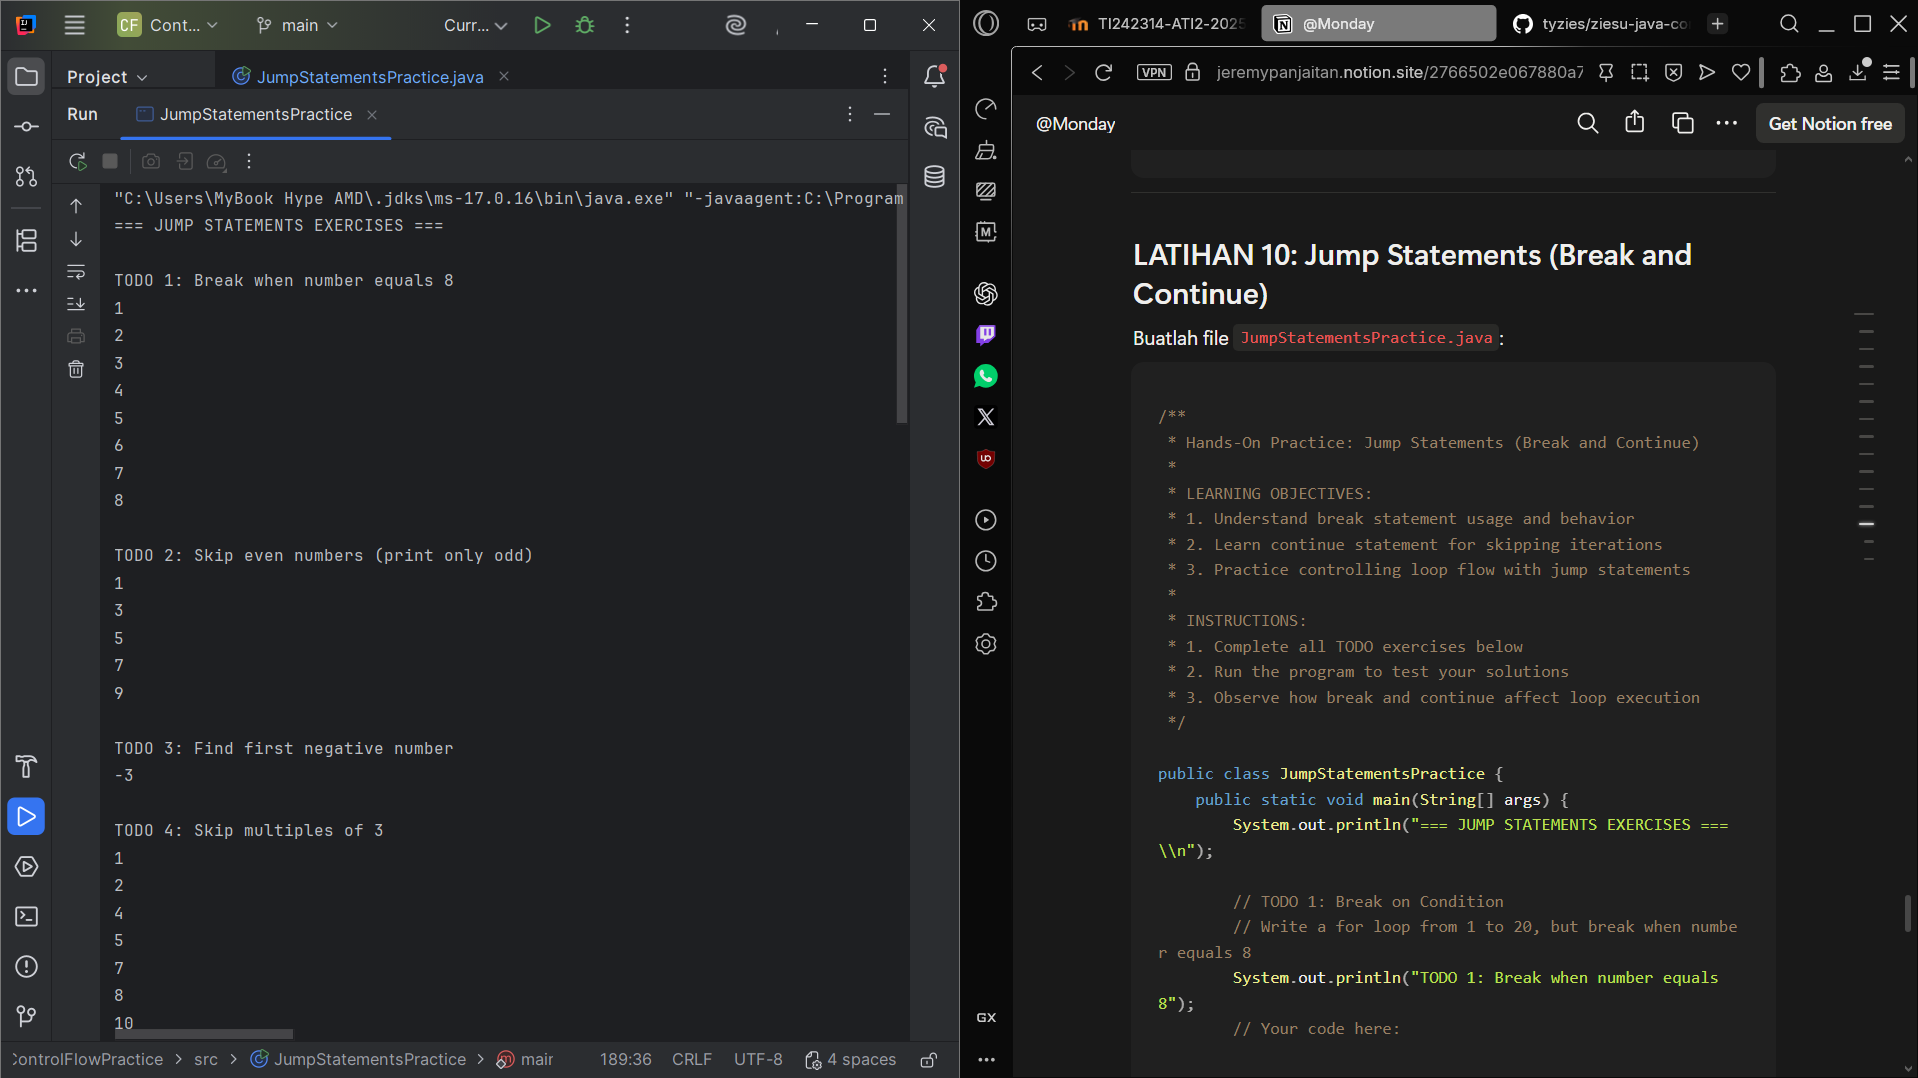 CF Cont...
main
Curr...
Project
JumpStatementsPractice.java
Run
JumpStatementsPractice
"C:\Users\MyBook Hype AMD\.jdks\ms-17.0.16\bin\java.exe" "-javaagent:C:\Program
=== JUMP STATEMENTS EXERCISES ===
TODO 1: Break when number equals 8
1
2
3
4
5
6
7
8
TODO 2: Skip even numbers (print only odd)
1
3
5
7
9
TODO 3: Find first negative number
-3
TODO 4: Skip multiples of 3
1
2
4
5
7
8
10
ControlFlowPractice > src > JumpStatementsPractice > main
189:36 CRLF UTF-8 4 spaces
TI242314-ATI2-2025
@Monday
tyzies/ziesu-java-co
VPN
jeremypanjaitan.notion.site/2766502e067880a7
@Monday
Get Notion free
GX
LATIHAN 10: Jump Statements (Break and
Continue)
Buatlah file JumpStatementsPractice.java :
/**
* Hands-On Practice: Jump Statements (Break and Continue)
*
* LEARNING OBJECTIVES:
* 1. Understand break statement usage and behavior
* 2. Learn continue statement for skipping iterations
* 3. Practice controlling loop flow with jump statements
*
* INSTRUCTIONS:
* 1. Complete all TODO exercises below
* 2. Run the program to test your solutions
* 3. Observe how break and continue affect loop execution
*/
public class JumpStatementsPractice {
public static void main(String[] args) {
System.out.println("=== JUMP STATEMENTS EXERCISES ===
\\n");
// TODO 1: Break on Condition
// Write a for loop from 1 to 20, but break when numbe
r equals 8
System.out.println("TODO 1: Break when number equals
8");
// Your code here: